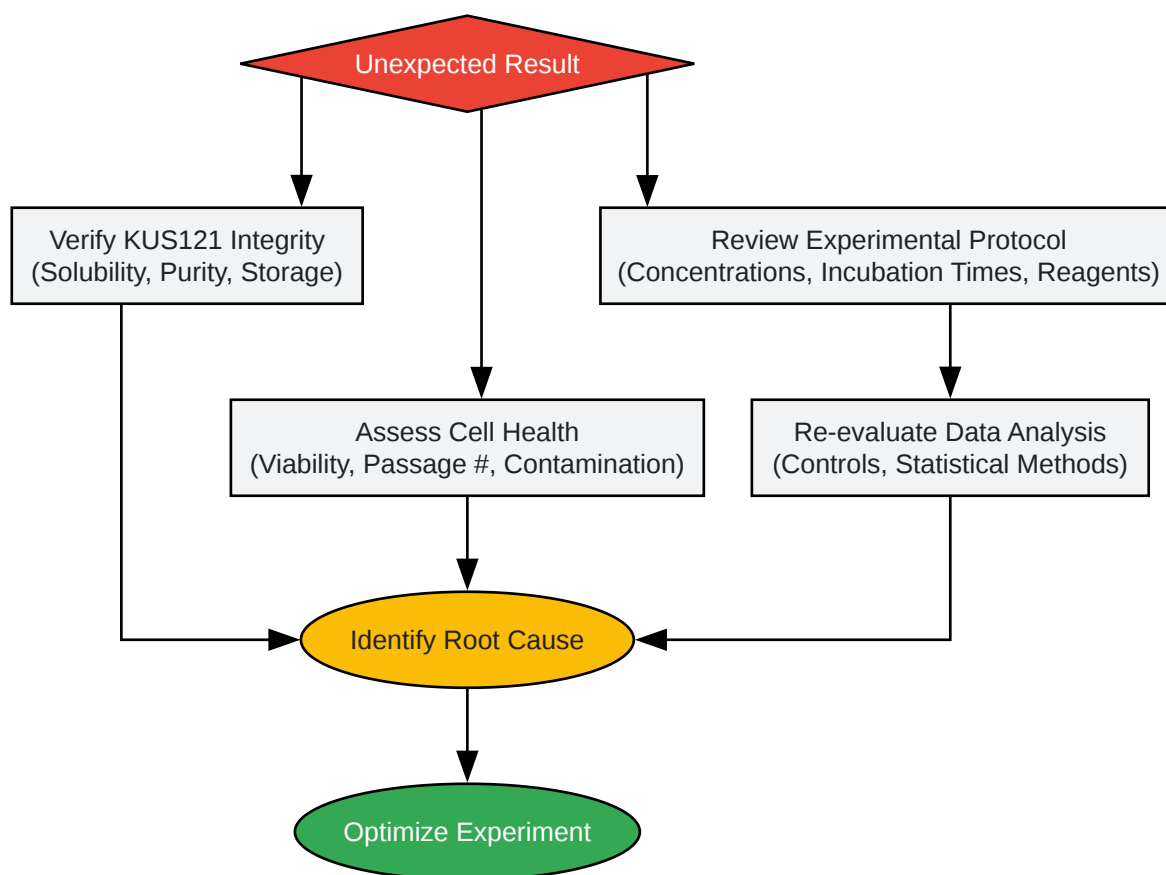 Unexpected Result
Verify KUS121 Integrity
(Solubility, Purity, Storage)
Review Experimental Protocol
(Concentrations, Incubation Times, Reagents)
Assess Cell Health
(Viability, Passage #, Contamination)
Re-evaluate Data Analysis
(Controls, Statistical Methods)
Identify Root Cause
Optimize Experiment